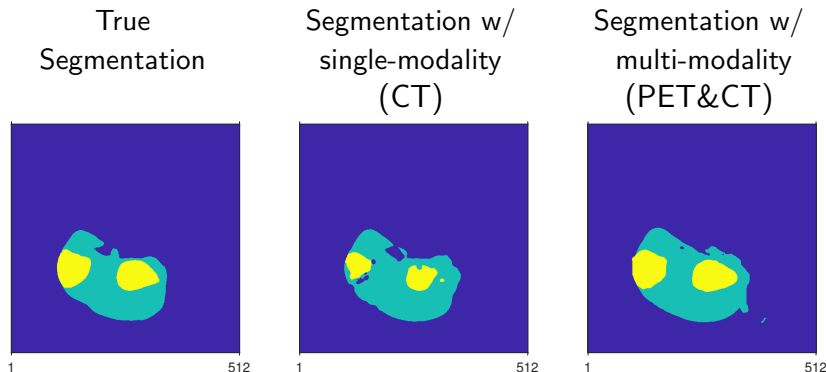 True
Segmentation
Segmentation w/
single-modality
(CT)
Segmentation w/
multi-modality
(PET&CT)
1
512
1
512
1
512